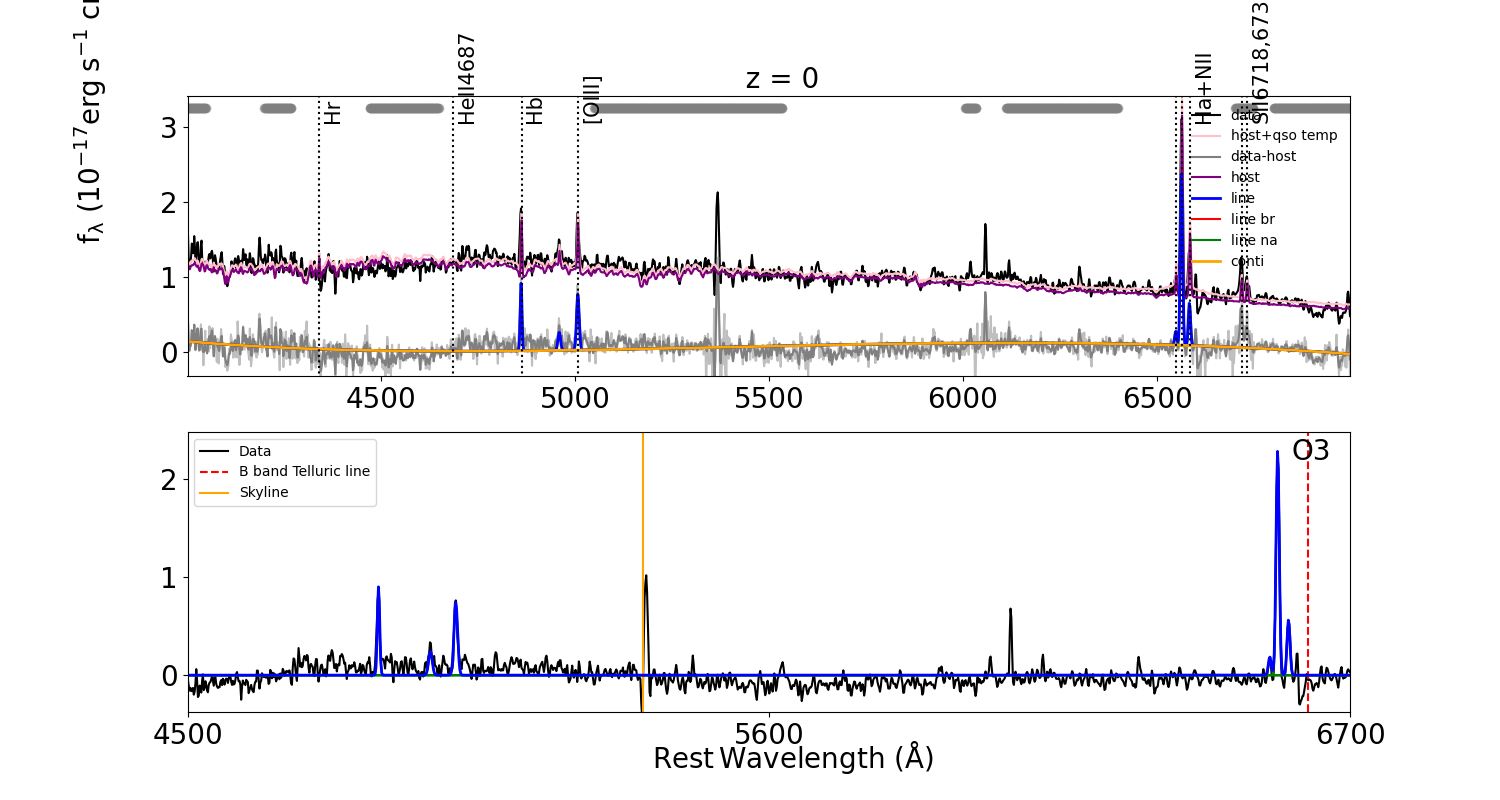 z = 0
f_λ (10^−17 erg s^−1 c
Hr
HeII4687
Hb
[OIII]
Ha+NII
SII6718,673
data
host+qso temp
data-host
host
line
line br
line na
conti
3
2
1
0
4500 5000 5500 6000 6500
Data
B band Telluric line
Skyline
O3
2
1
0
4500 5600 6700
Rest Wavelength (Å)